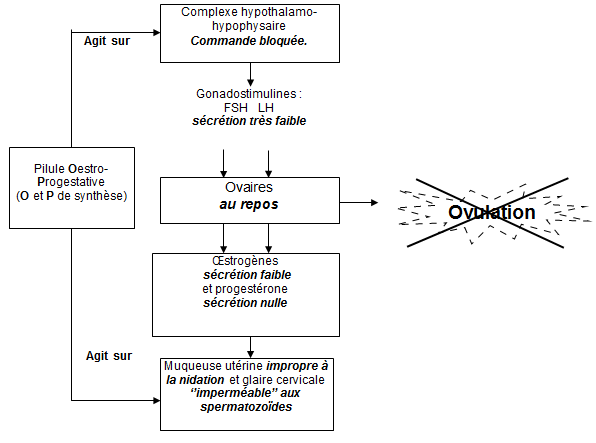 Complexe hypothalamo-
hypophysaire
Commande bloquée.
Agit sur
Gonadostimulines :
FSH LH
sécrétion très faible
Pilule Oestro-
Progestative
(O et P de synthèse)
Ovaires
au repos
Ovulation
Œstrogènes
sécrétion faible
et progestérone
sécrétion nulle
Agit sur
Muqueuse utérine impropre à
la nidation et glaire cervicale
‘’imperméable’’ aux
spermatozoïdes